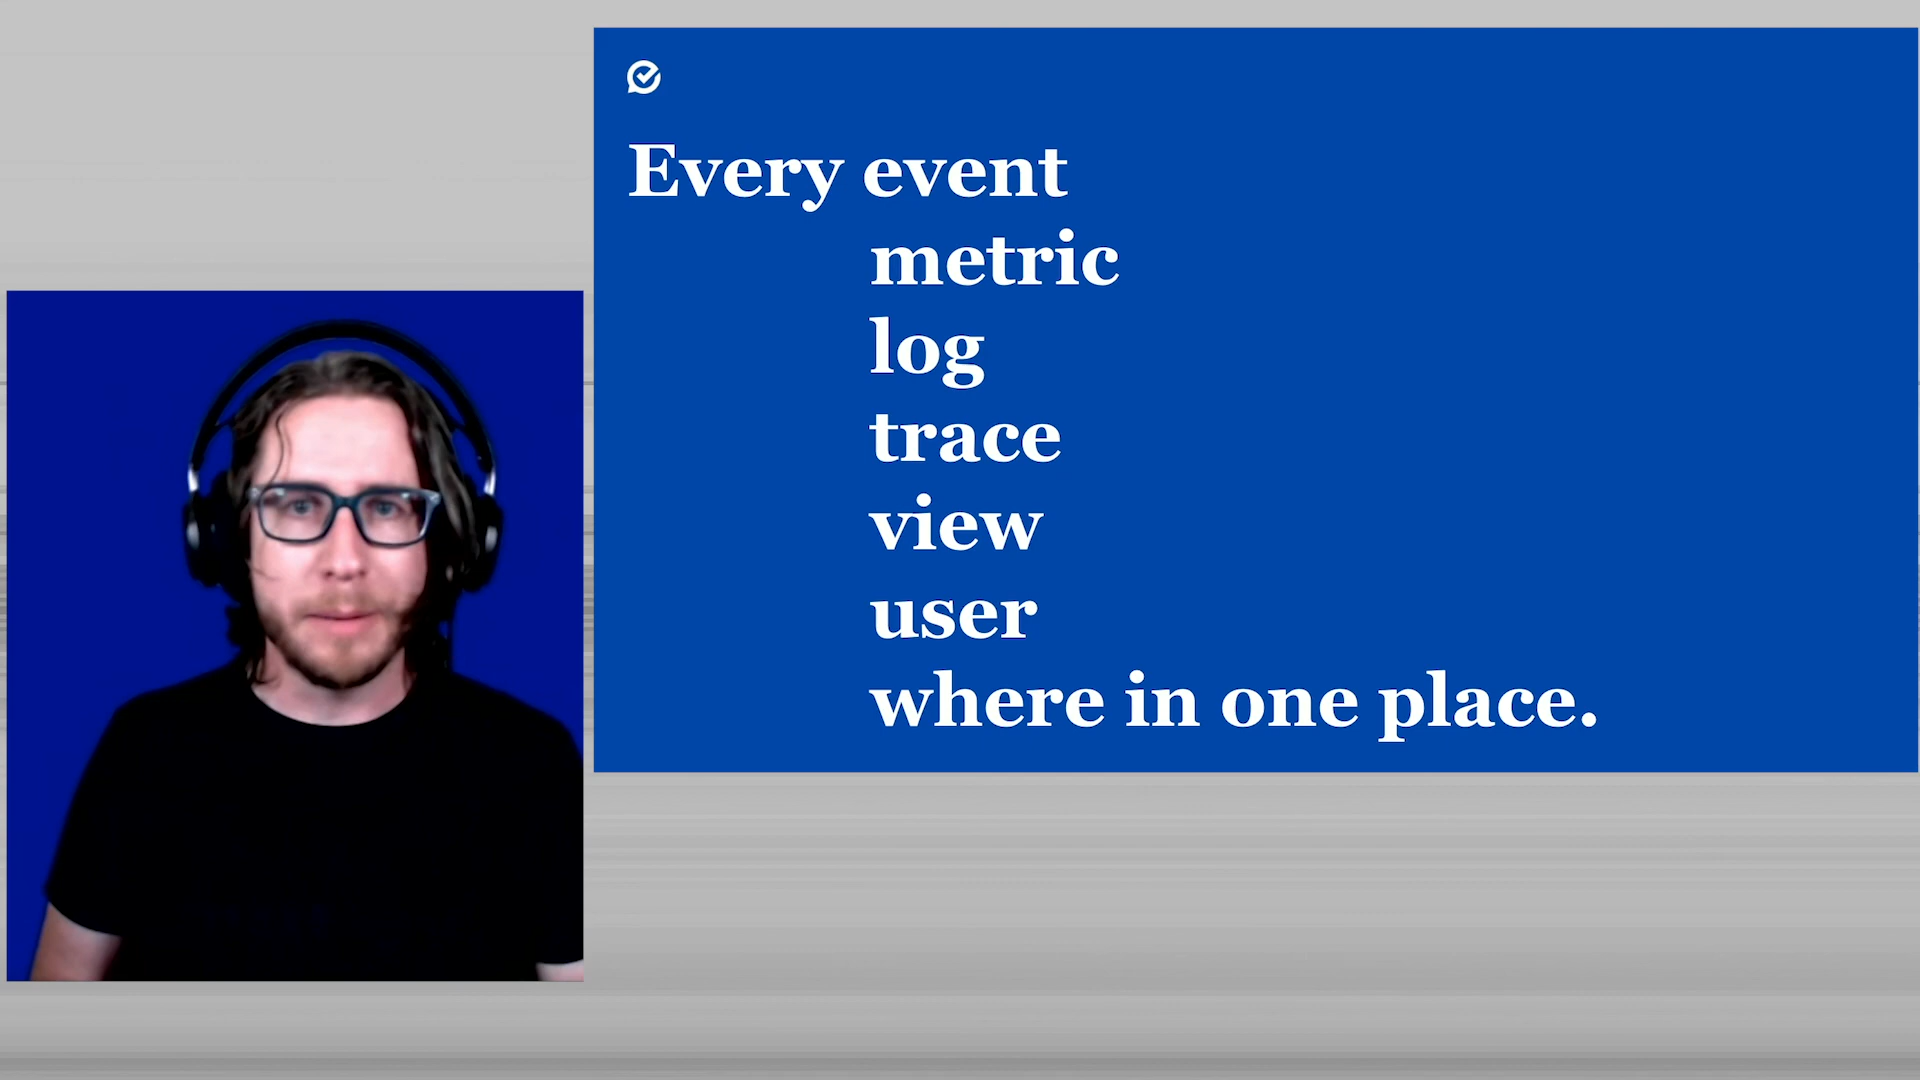 Every event
metric
log
trace
view
user
where in one place.